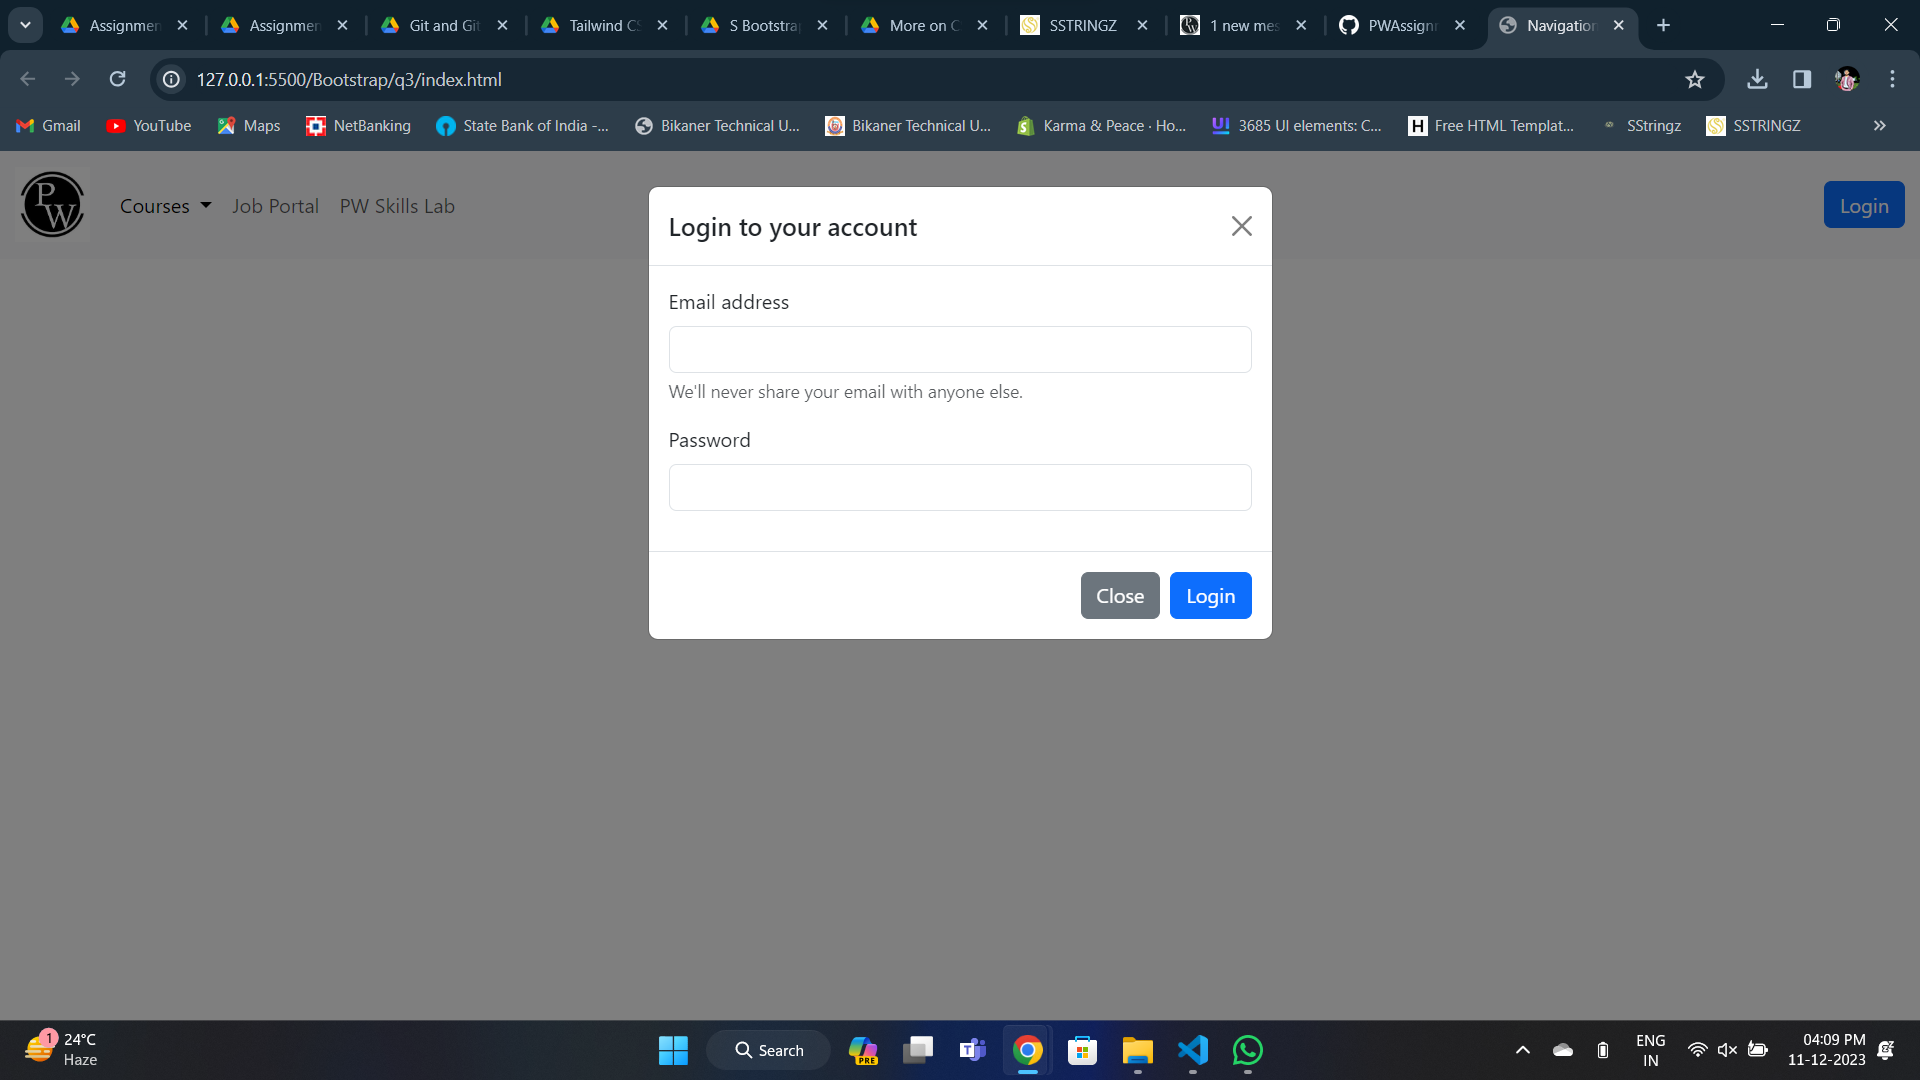 Assignmen
Assignmen
Git and Git
Tailwind CS
S Bootstrap
More on C
SSTRINGZ
1 new mes
PWAssignm
Navigation
127.0.0.1:5500/Bootstrap/q3/index.html
Gmail
YouTube
Maps
NetBanking
State Bank of India -...
Bikaner Technical U...
Bikaner Technical U...
Karma & Peace · Ho...
3685 UI elements: C...
Free HTML Templat...
SStringz
SSTRINGZ
PW
Courses
Job Portal
PW Skills Lab
Login
Login to your account
Email address
We'll never share your email with anyone else.
Password
Close
Login
1
24°C
Haze
Search
PRE
ENG
IN
04:09 PM
11-12-2023